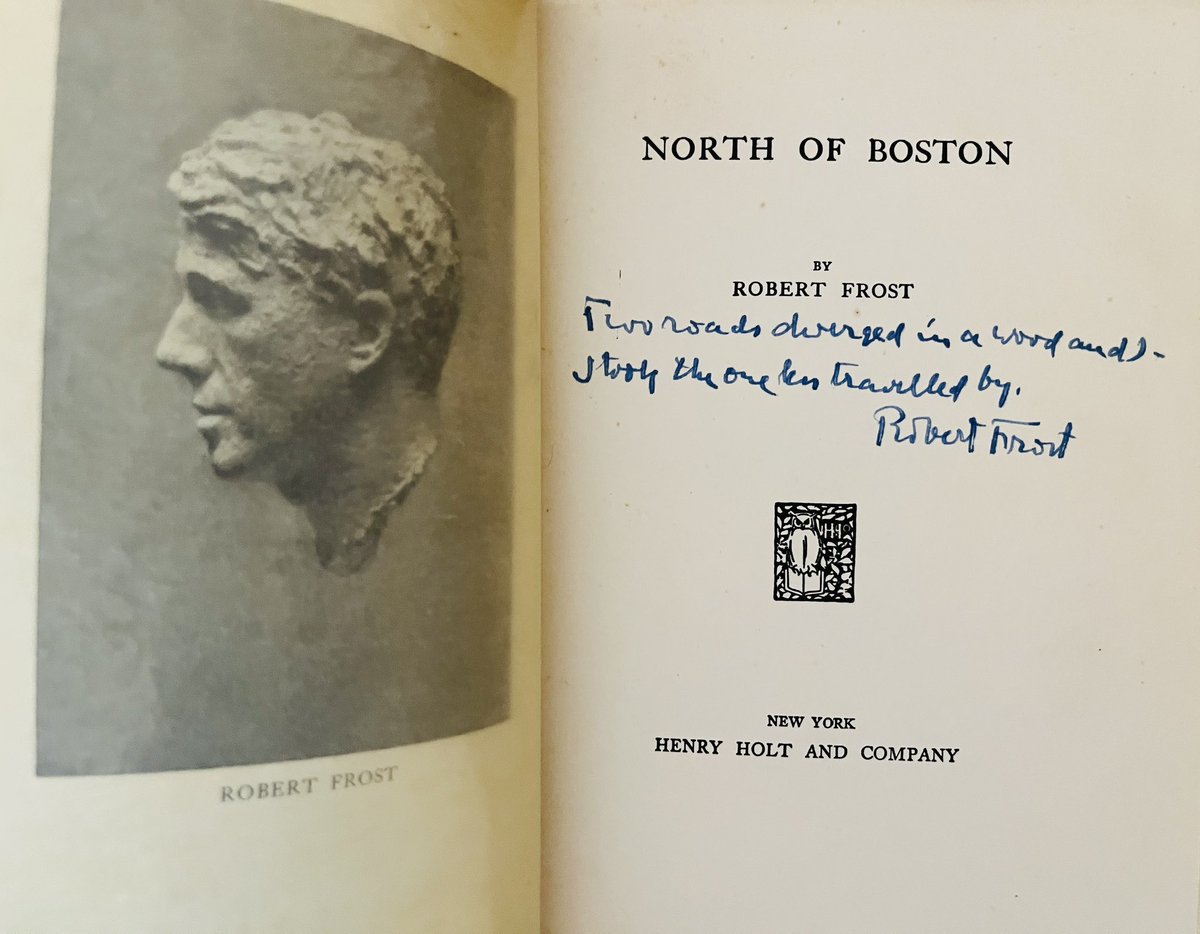 ROBERT FROST
NORTH OF BOSTON
BY
ROBERT FROST
Two roads diverged in a wood and I -
I took the one less travelled by.
Robert Frost
HH
NEW YORK
HENRY HOLT AND COMPANY